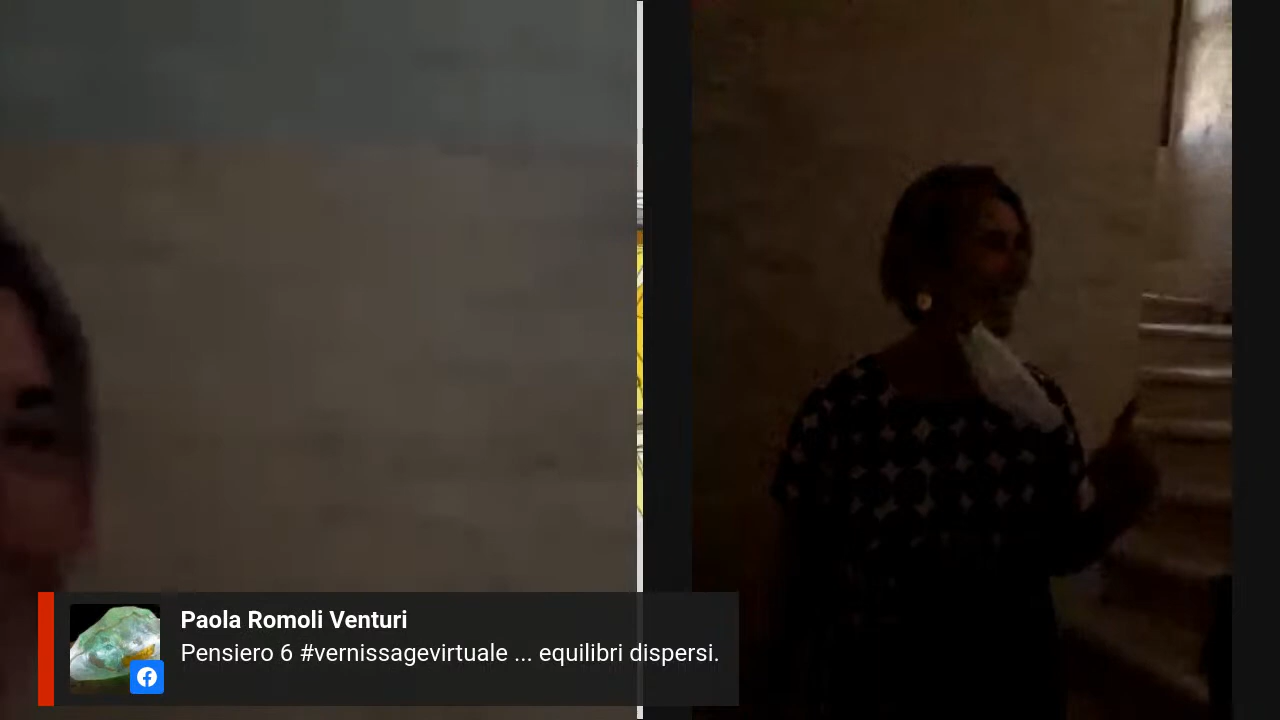 Paola Romoli Venturi
Pensiero 6 #vernissagevirtuale ... equilibri dispersi.